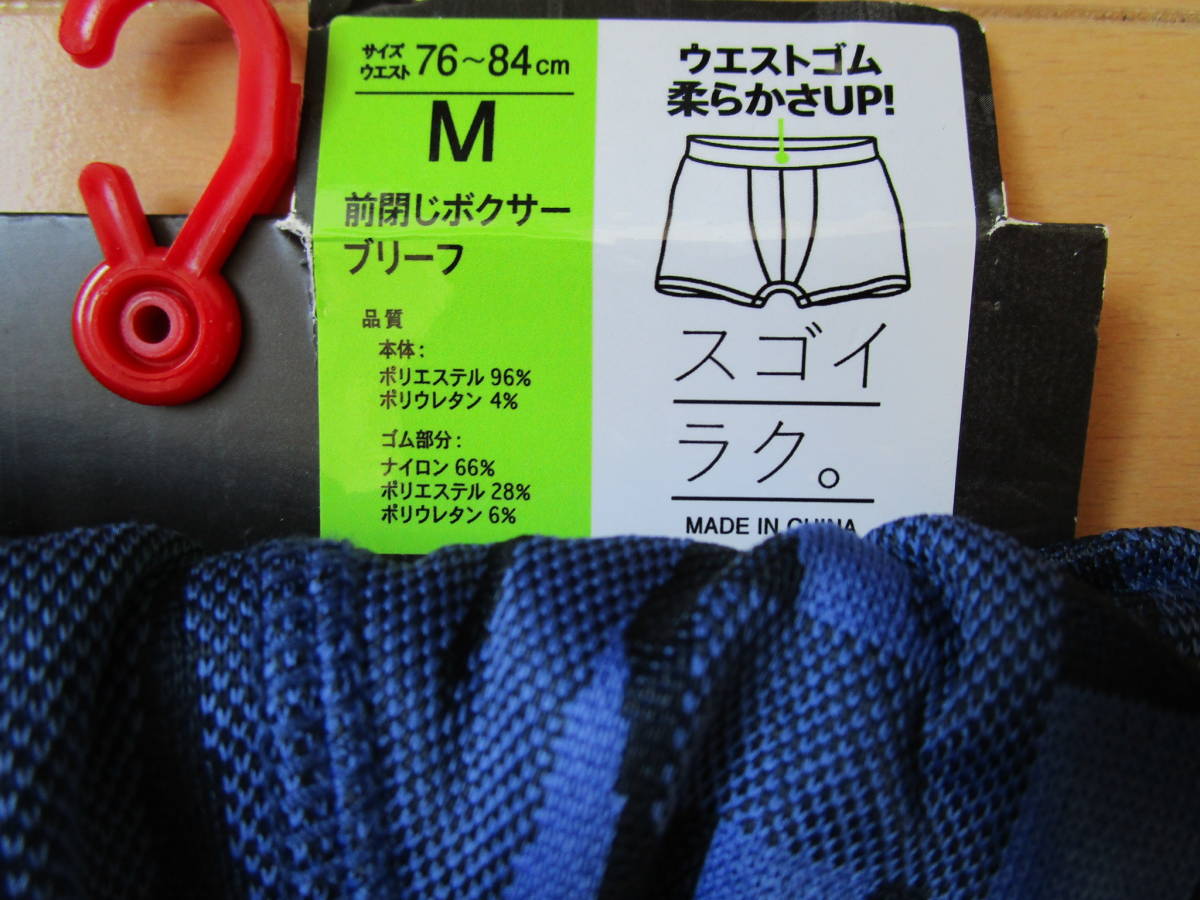 サイズ
ウエスト 76～84cm
M
前閉じボクサー
ブリーフ
品質
本体：
ポリエステル 96%
ポリウレタン 4%
ゴム部分：
ナイロン 66%
ポリエステル 28%
ポリウレタン 6%
ウエストゴム
柔らかさUP!
スゴイ
ラク。
MADE IN CHINA